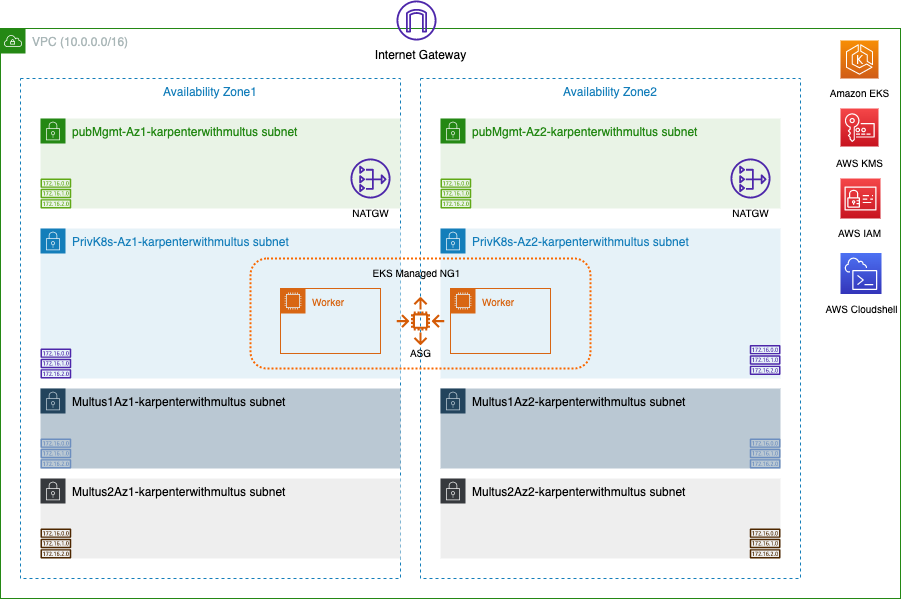 VPC (10.0.0.0/16)
Internet Gateway
Availability Zone1
Availability Zone2
pubMgmt-Az1-karpenterwithmultus subnet
172.16.0.0
172.16.1.0
172.16.2.0
NATGW
pubMgmt-Az2-karpenterwithmultus subnet
172.16.0.0
172.16.1.0
172.16.2.0
NATGW
PrivK8s-Az1-karpenterwithmultus subnet
PrivK8s-Az2-karpenterwithmultus subnet
EKS Managed NG1
Worker
Worker
ASG
172.16.0.0
172.16.1.0
172.16.2.0
172.16.0.0
172.16.1.0
172.16.2.0
Multus1Az1-karpenterwithmultus subnet
172.16.0.0
172.16.1.0
172.16.2.0
Multus1Az2-karpenterwithmultus subnet
172.16.0.0
172.16.1.0
172.16.2.0
Multus2Az1-karpenterwithmultus subnet
172.16.0.0
172.16.1.0
172.16.2.0
Multus2Az2-karpenterwithmultus subnet
172.16.0.0
172.16.1.0
172.16.2.0
Amazon EKS
AWS KMS
AWS IAM
AWS Cloudshell